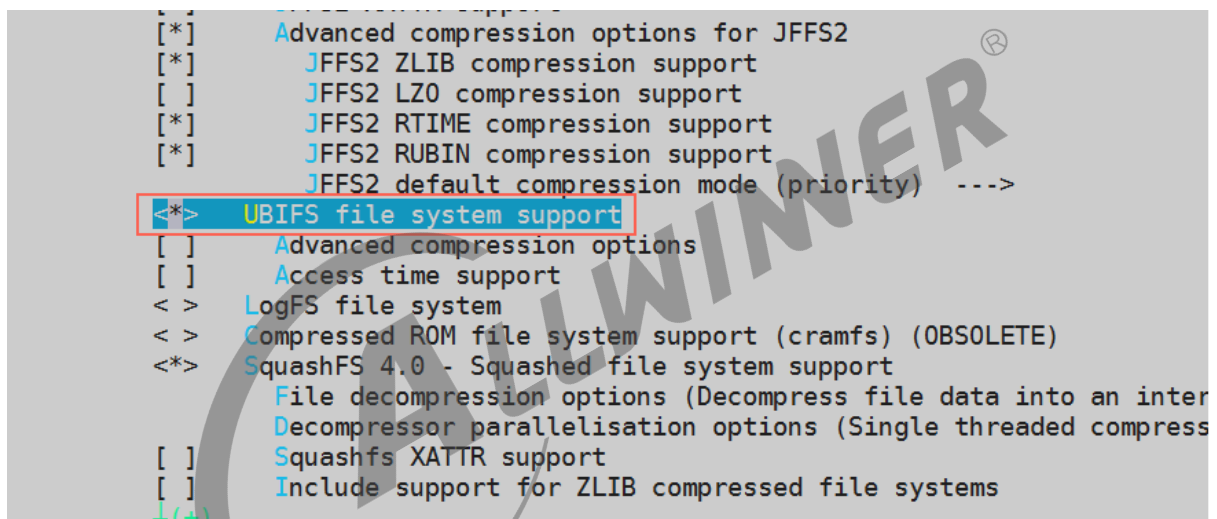 [*] Advanced compression options for JFFS2
[*] JFFS2 ZLIB compression support
[ ] JFFS2 LZO compression support
[*] JFFS2 RTIME compression support
[*] JFFS2 RUBIN compression support
JFFS2 default compression mode (priority) --->
<*> UBIFS file system support
[ ] Advanced compression options
[ ] Access time support
< > LogFS file system
< > Compressed ROM file system support (cramfs) (OBSOLETE)
<*> SquashFS 4.0 - Squashed file system support
File decompression options (Decompress file data into an inter
Decompressor parallelisation options (Single threaded compress
[ ] Squashfs XATTR support
[ ] Include support for ZLIB compressed file systems
ALLWINNER®